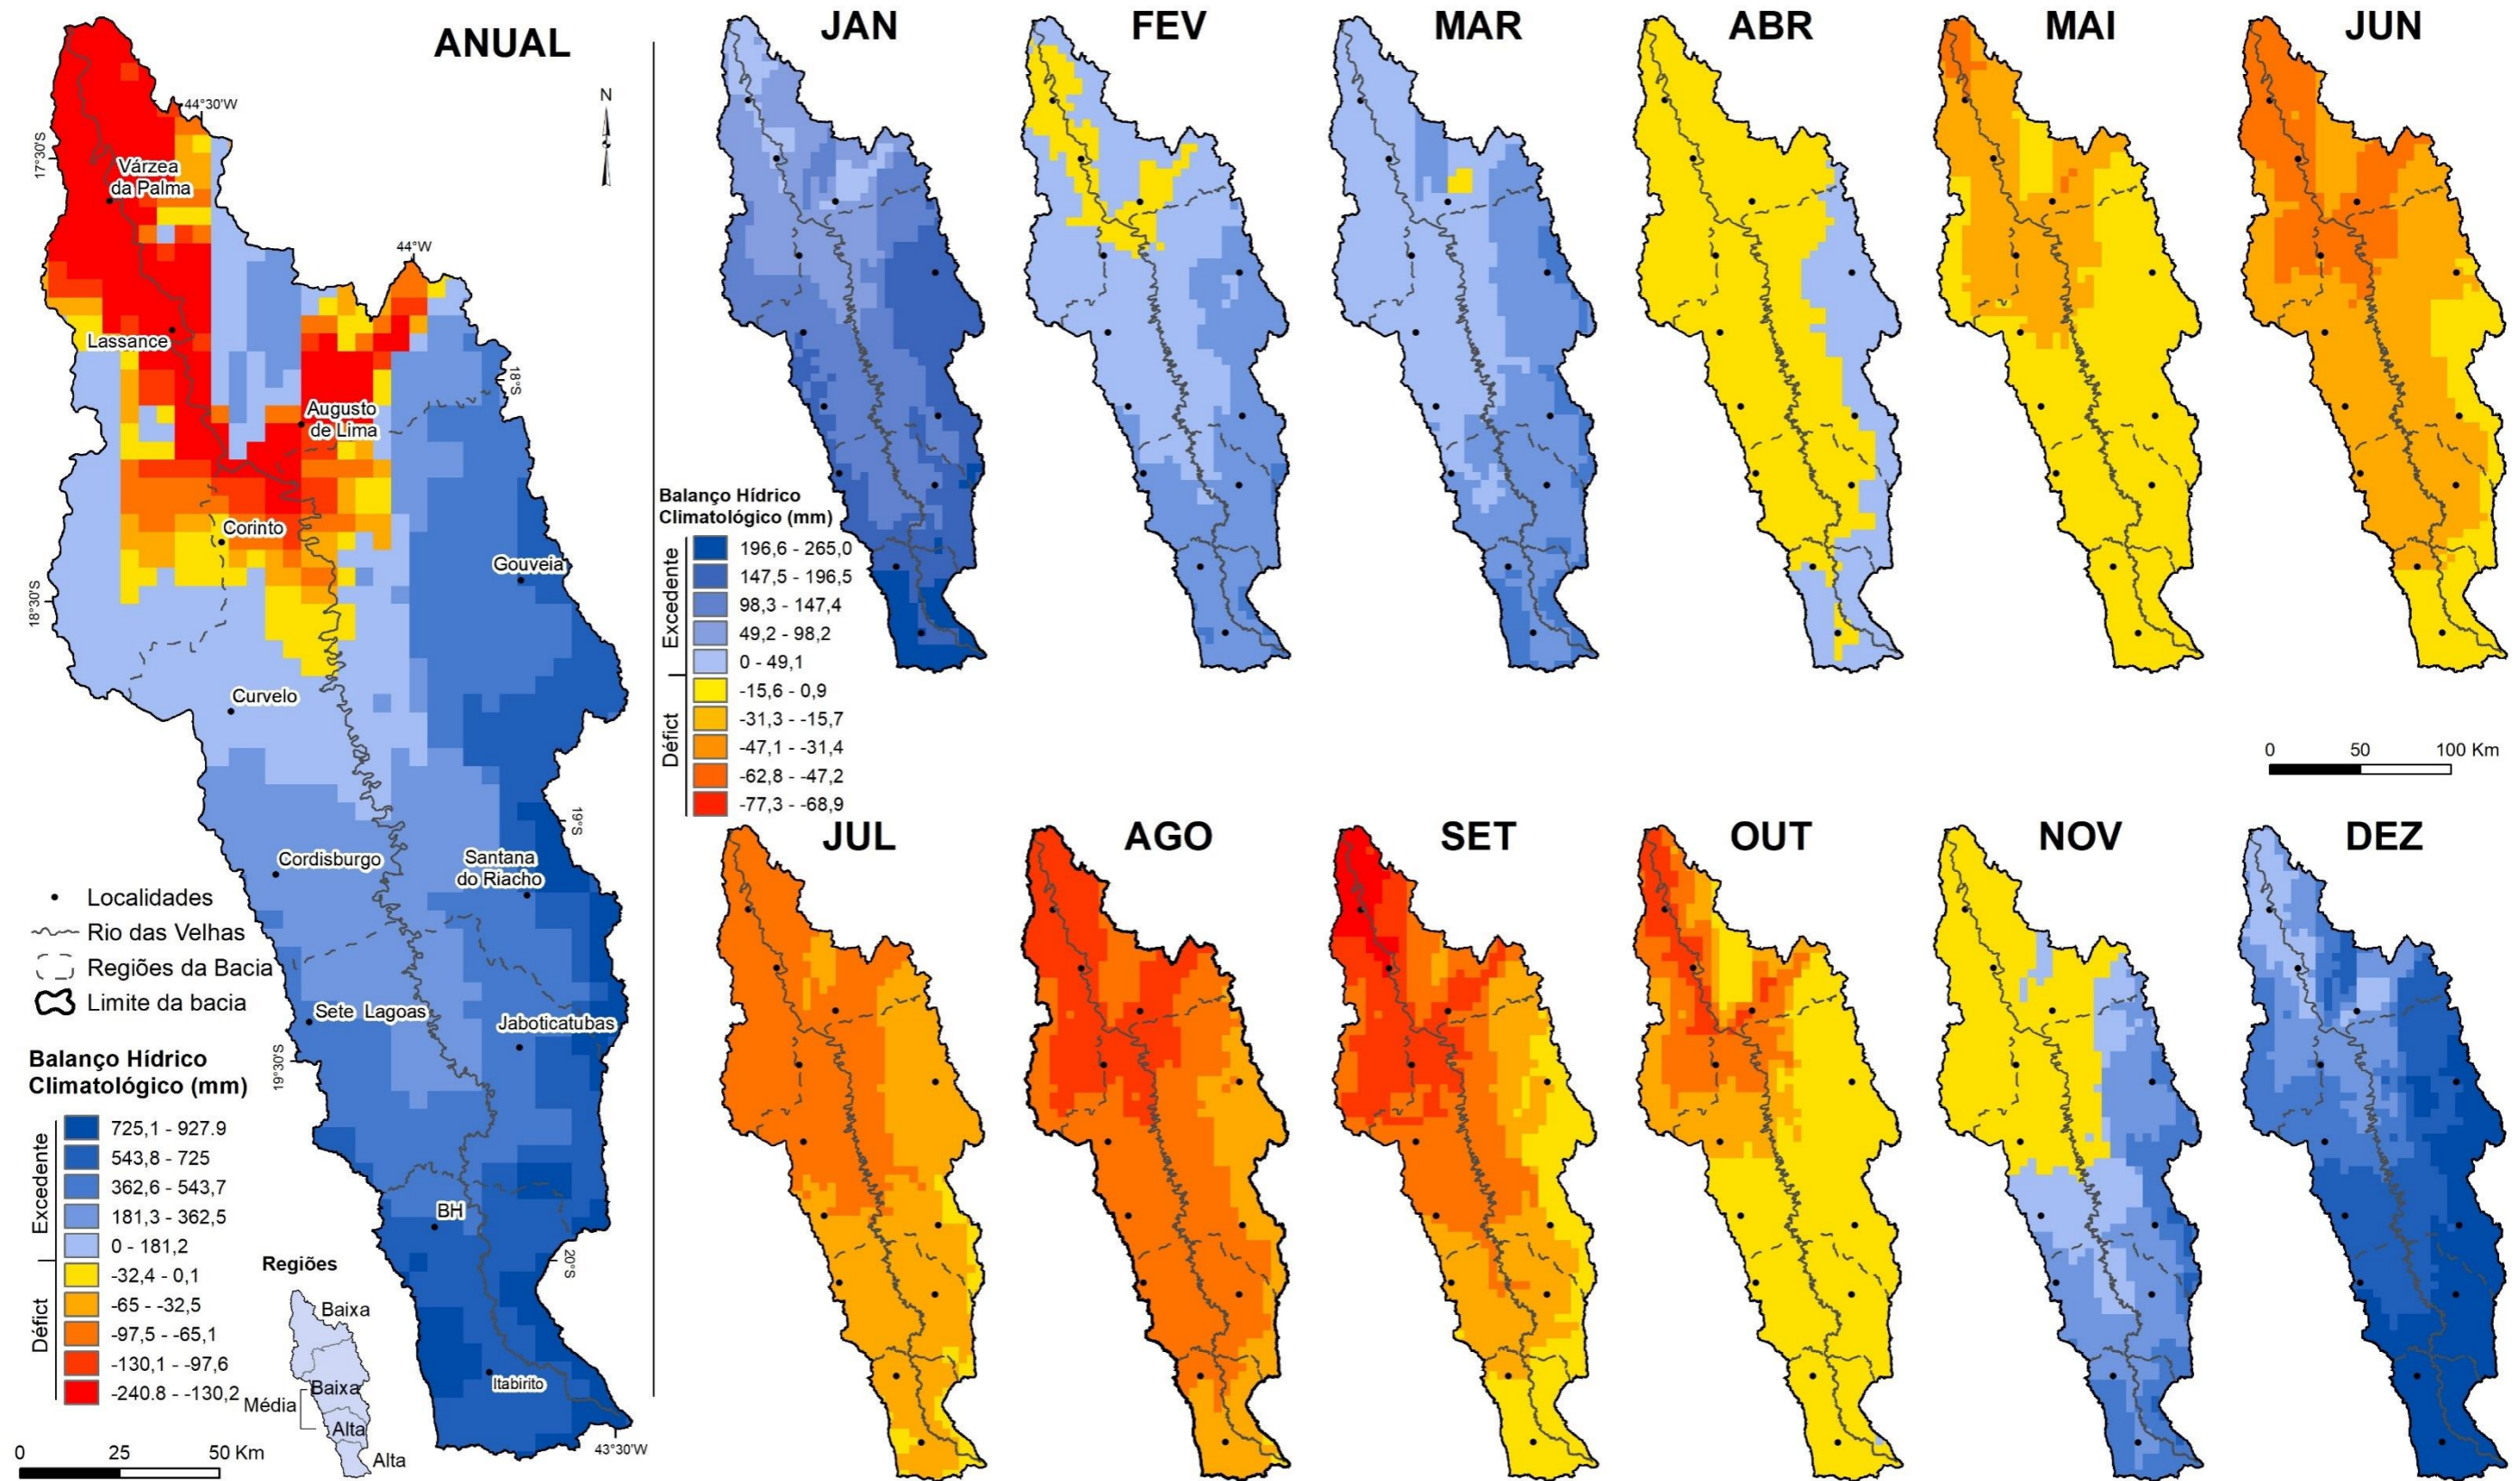 ANUAL
N
44°30'W
17°30'S
Várzea
da Palma
44°W
Lassance
18°S
Augusto
de Lima
Corinto
Gouveia
18°30'S
Curvelo
19°S
Cordisburgo
Santana
do Riacho
Localidades
Rio das Velhas
Regiões da Bacia
Limite da bacia
Sete Lagoas
Jaboticatubas
19°30'S
Balanço Hídrico
Climatológico (mm)
Excedente
725,1 - 927.9
543,8 - 725
362,6 - 543,7
181,3 - 362,5
0 - 181,2
Défict
-32,4 - 0,1
-65 - -32,5
-97,5 - -65,1
-130,1 - -97,6
-240.8 - -130,2
BH
20°S
Itabirito
43°30'W
Regiões
Baixa
Baixa
Média
Alta
Alta
0 25 50 Km
JAN
FEV
MAR
ABR
MAI
JUN
Balanço Hídrico
Climatológico (mm)
Excedente
196,6 - 265,0
147,5 - 196,5
98,3 - 147,4
49,2 - 98,2
0 - 49,1
Défict
-15,6 - 0,9
-31,3 - -15,7
-47,1 - -31,4
-62,8 - -47,2
-77,3 - -68,9
0 50 100 Km
JUL
AGO
SET
OUT
NOV
DEZ